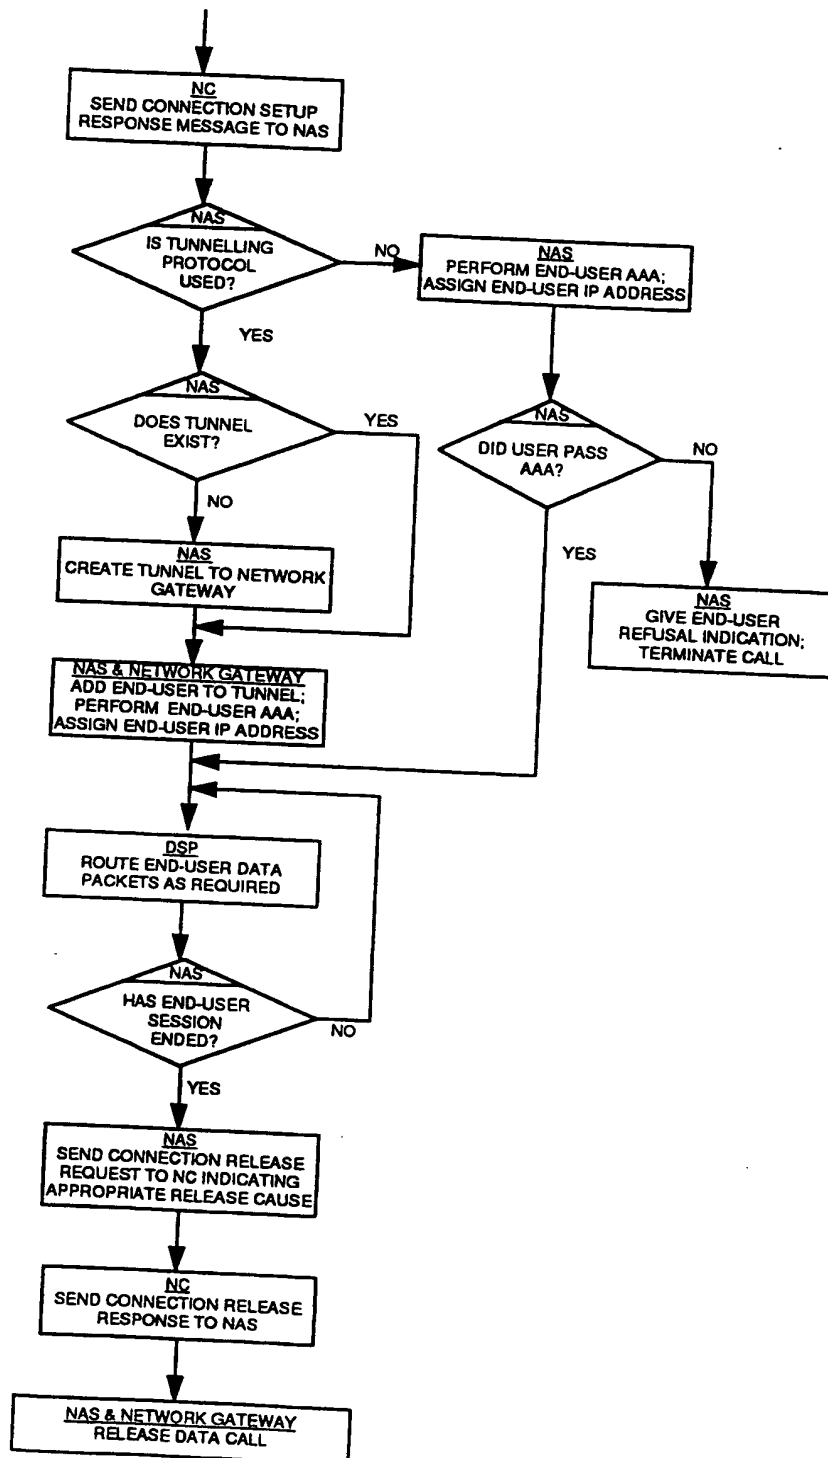 NC
SEND CONNECTION SETUP
RESPONSE MESSAGE TO NAS
NAS
IS TUNNELLING
PROTOCOL
USED?
NO
NAS
PERFORM END-USER AAA;
ASSIGN END-USER IP ADDRESS
YES
NAS
DOES TUNNEL
EXIST?
YES
NAS
DID USER PASS
AAA?
NO
NO
YES
NAS
CREATE TUNNEL TO NETWORK
GATEWAY
NAS
GIVE END-USER
REFUSAL INDICATION;
TERMINATE CALL
NAS & NETWORK GATEWAY
ADD END-USER TO TUNNEL;
PERFORM END-USER AAA;
ASSIGN END-USER IP ADDRESS
DSP
ROUTE END-USER DATA
PACKETS AS REQUIRED
NAS
HAS END-USER
SESSION
ENDED?
NO
YES
NAS
SEND CONNECTION RELEASE
REQUEST TO NC INDICATING
APPROPRIATE RELEASE CAUSE
NC
SEND CONNECTION RELEASE
RESPONSE TO NAS
NAS & NETWORK GATEWAY
RELEASE DATA CALL